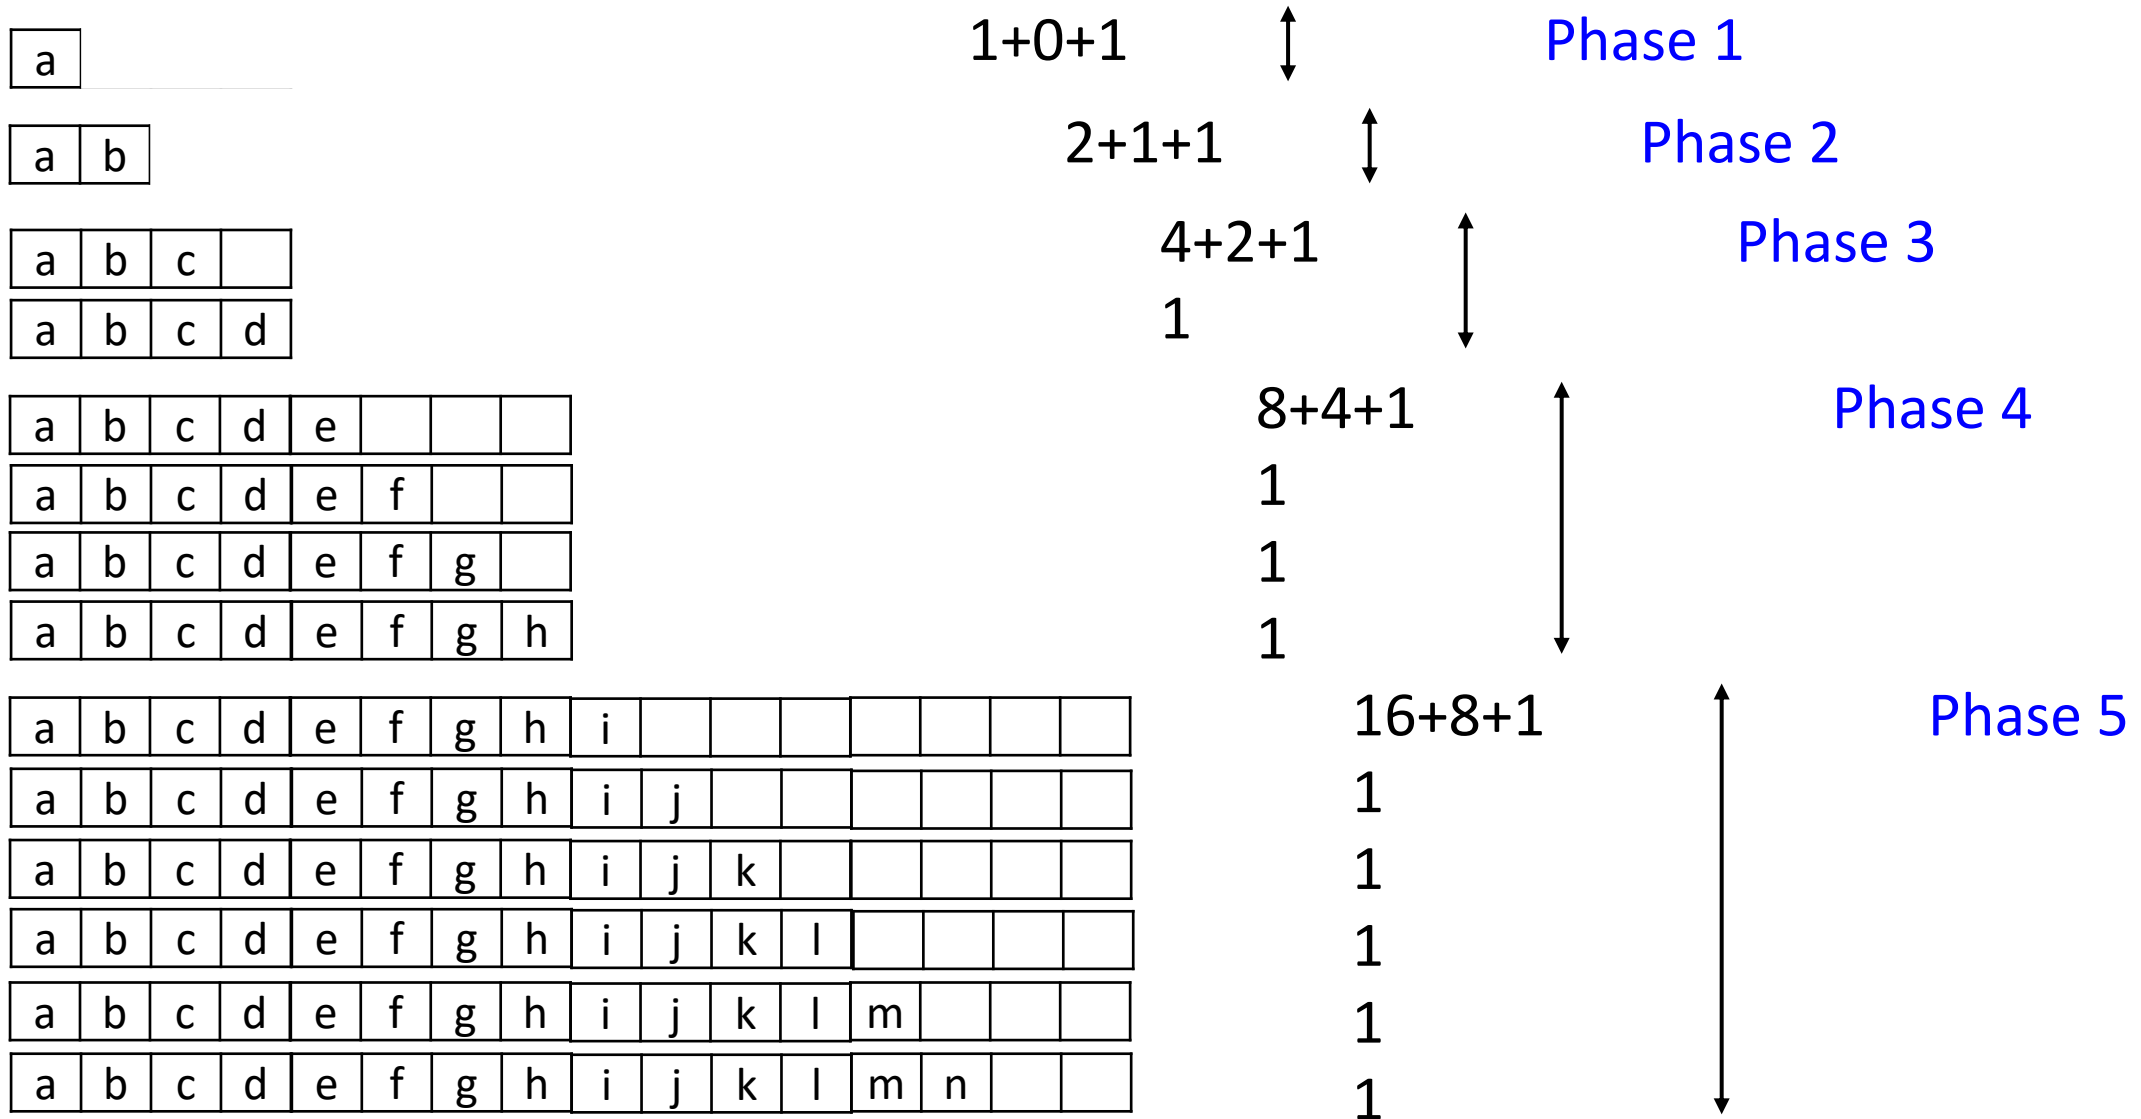 a 1+0+1 Phase 1
a b 2+1+1 Phase 2
a b c 4+2+1 Phase 3
a b c d 1
a b c d e 8+4+1 Phase 4
a b c d e f 1
a b c d e f g 1
a b c d e f g h 1
a b c d e f g h i 16+8+1 Phase 5
a b c d e f g h i j 1
a b c d e f g h i j k 1
a b c d e f g h i j k l 1
a b c d e f g h i j k l m 1
a b c d e f g h i j k l m n 1